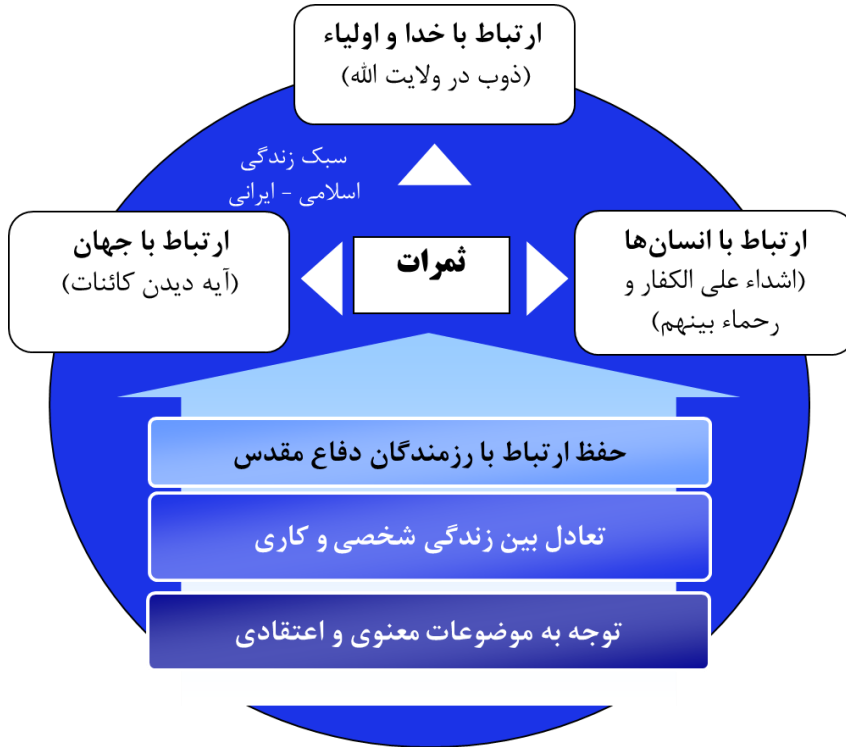 ارتباط با خدا و اولیاء
(ذوب در ولایت الله)
سبک زندگی
اسلامی - ایرانی
ارتباط با انسان‌ها
(اشداء علی الکفار و
رحماء بینهم)
ثمرات
ارتباط با جهان
(آیه دیدن کائنات)
حفظ ارتباط با رزمندگان دفاع مقدس
تعادل بین زندگی شخصی و کاری
توجه به موضوعات معنوی و اعتقادی